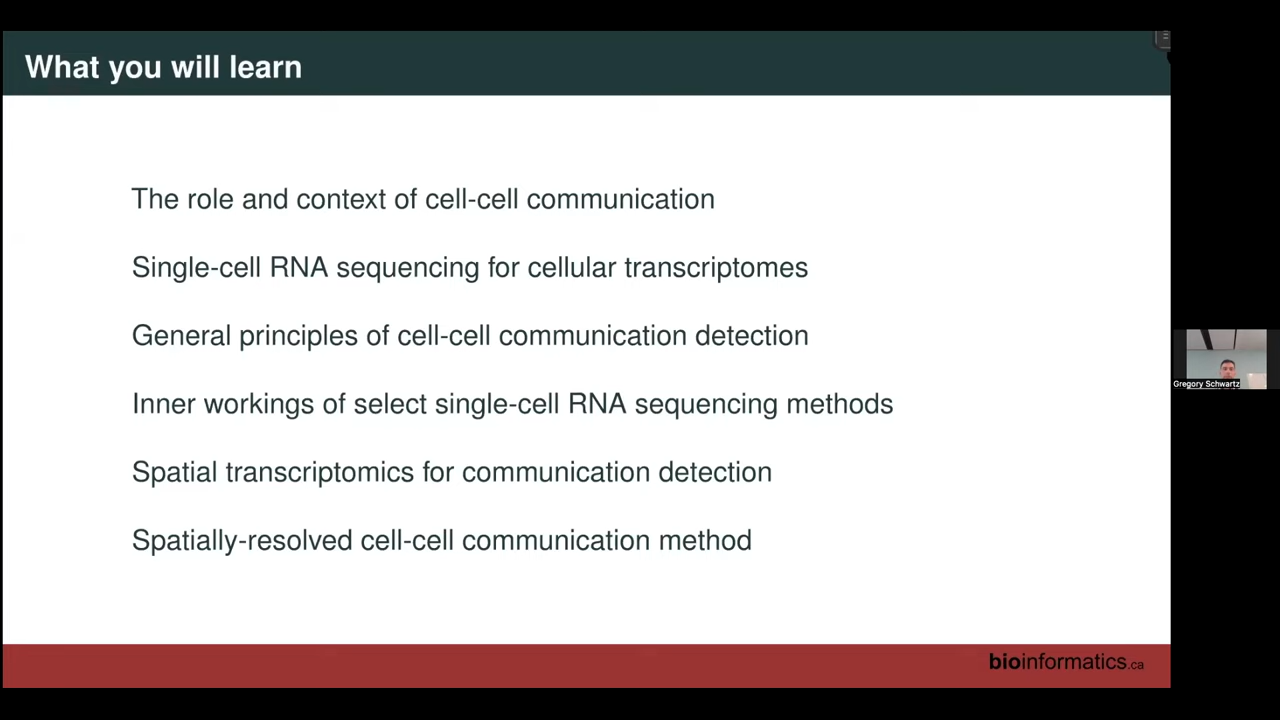 What you will learn
The role and context of cell-cell communication
Single-cell RNA sequencing for cellular transcriptomes
General principles of cell-cell communication detection
Inner workings of select single-cell RNA sequencing methods
Spatial transcriptomics for communication detection
Spatially-resolved cell-cell communication method
Gregory Schwartz
bioinformatics.ca